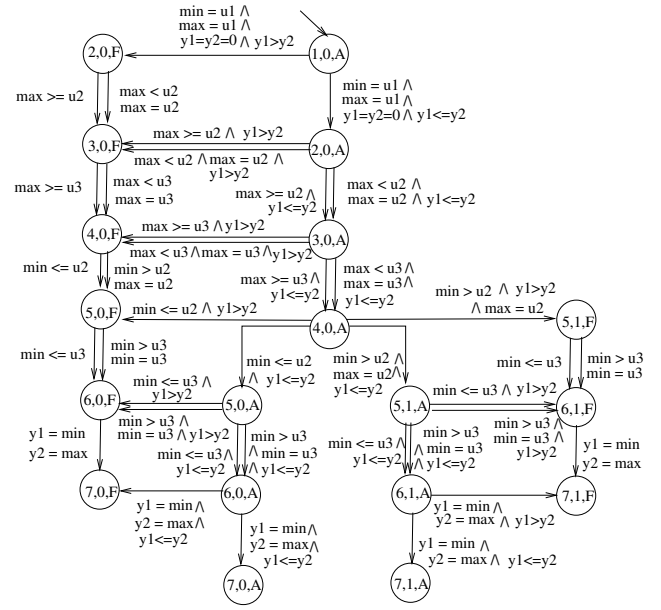 min = u1 ∧
max = u1 ∧
y1=y2=0 ∧ y1>y2
2,0,F
1,0,A
max >= u2
max < u2
max = u2
min = u1 ∧
max = u1 ∧
y1=y2=0 ∧ y1<=y2
3,0,F
max >= u2 ∧ y1>y2
max < u2 ∧ max = u2 ∧
y1>y2
2,0,A
max >= u3
max < u3
max = u3
max >= u2 ∧
y1<=y2
max < u2 ∧
max = u2 ∧ y1<=y2
4,0,F
max >= u3 ∧ y1>y2
max < u3 ∧ max = u3 ∧ y1>y2
3,0,A
min <= u2
min > u2
max = u2
max >= u3 ∧
y1<=y2
max < u3 ∧
max = u3 ∧
y1<=y2
5,0,F
min <= u2 ∧ y1>y2
4,0,A
min > u2 ∧ y1>y2
∧ max = u2
5,1,F
min <= u3
min > u3
min = u3
min <= u2
∧ y1<=y2
min > u2 ∧
max = u2 ∧
y1<=y2
min <= u3
min > u3
min = u3
6,0,F
min <= u3 ∧
y1>y2
min > u3 ∧
min = u3 ∧ y1>y2
5,0,A
5,1,A
min <= u3 ∧ y1>y2
min > u3 ∧
min = u3 ∧
y1>y2
6,1,F
y1 = min
y2 = max
min <= u3 ∧
y1<=y2
min > u3
∧ min = u3
∧ y1<=y2
min <= u3 ∧
y1<=y2
min > u3
∧ min = u3
∧ y1<=y2
y1 = min
y2 = max
7,0,F
y1 = min ∧
y2 = max ∧
y1<=y2
6,0,A
6,1,A
y1 = min ∧
y2 = max ∧ y1>y2
7,1,F
y1 = min ∧
y2 = max ∧
y1<=y2
y1 = min ∧
y2 = max ∧ y1<=y2
7,0,A
7,1,A